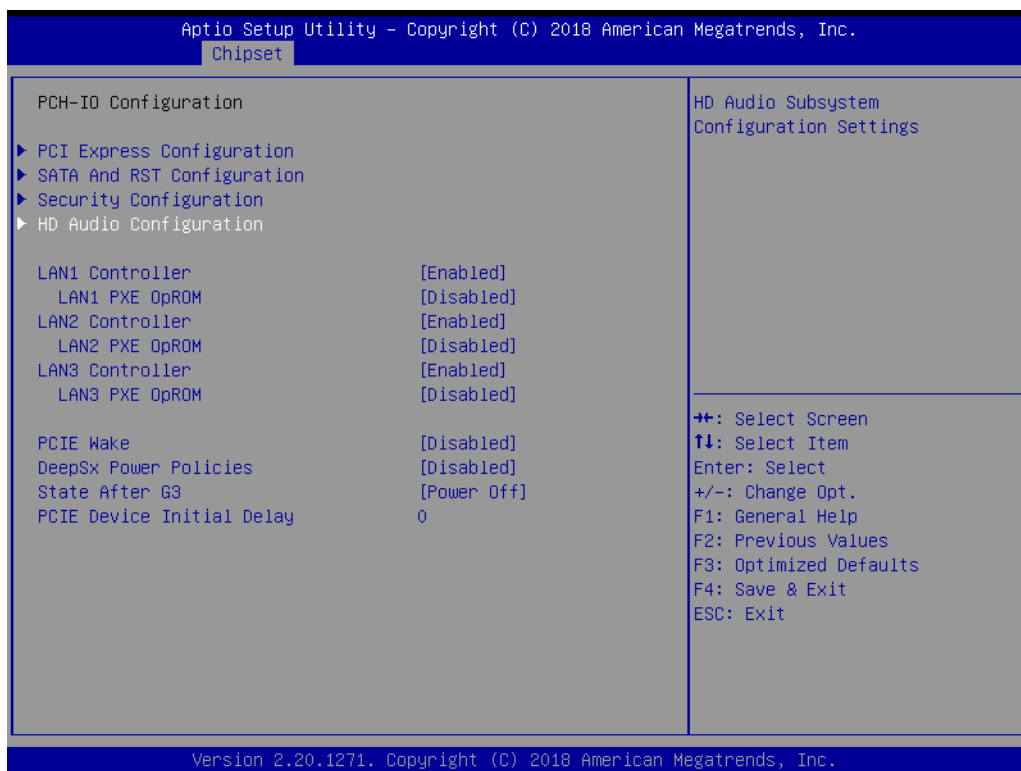 Aptio Setup Utility – Copyright (C) 2018 American Megatrends, Inc.
Chipset
PCH-IO Configuration
PCI Express Configuration
SATA And RST Configuration
Security Configuration
HD Audio Configuration
LAN1 Controller [Enabled]
LAN1 PXE OpROM [Disabled]
LAN2 Controller [Enabled]
LAN2 PXE OpROM [Disabled]
LAN3 Controller [Enabled]
LAN3 PXE OpROM [Disabled]
PCIE Wake [Disabled]
DeepSx Power Policies [Disabled]
State After G3 [Power Off]
PCIE Device Initial Delay 0
HD Audio Subsystem
Configuration Settings
→←: Select Screen
↑↓: Select Item
Enter: Select
+/-: Change Opt.
F1: General Help
F2: Previous Values
F3: Optimized Defaults
F4: Save & Exit
ESC: Exit
Version 2.20.1271. Copyright (C) 2018 American Megatrends, Inc.